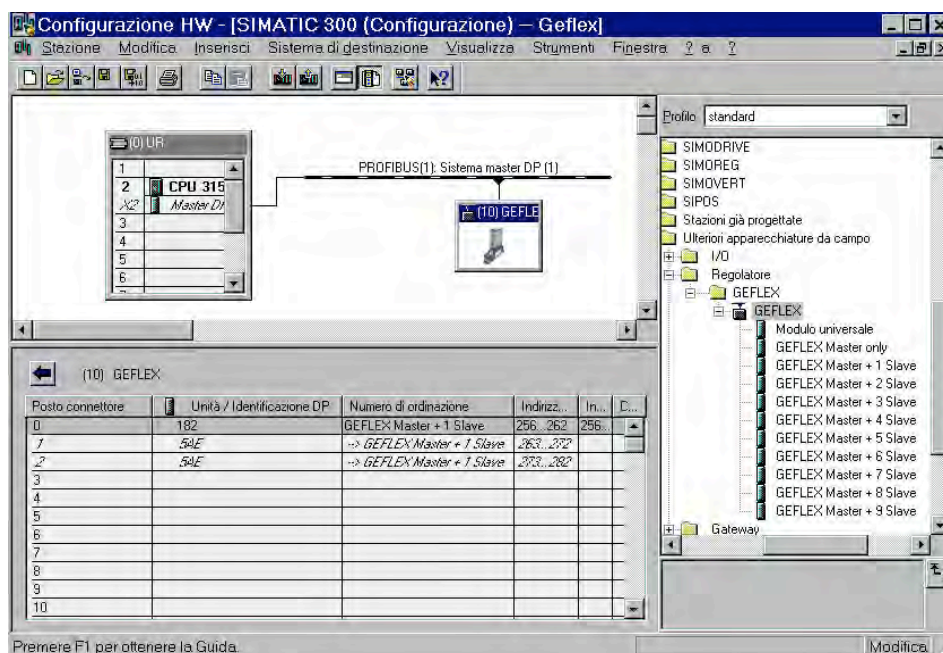 Configurazione HW - [SIMATIC 300 (Configurazione) -- Geflex]
Stazione Modifica Inserisci Sistema di destinazione Visualizza Strumenti Finestra ? a ?
Profilo standard
(0) UR
1
2 CPU 315
X2 Master DP
3
4
5
6
PROFIBUS(1): Sistema master DP (1)
(10) GEFLE
SIMODRIVE
SIMOREG
SIMOVERT
SIPOS
Stazioni già progettate
Ulteriori apparecchiature da campo
I/O
Regolatore
GEFLEX
GEFLEX
Modulo universale
GEFLEX Master only
GEFLEX Master + 1 Slave
GEFLEX Master + 2 Slave
GEFLEX Master + 3 Slave
GEFLEX Master + 4 Slave
GEFLEX Master + 5 Slave
GEFLEX Master + 6 Slave
GEFLEX Master + 7 Slave
GEFLEX Master + 8 Slave
GEFLEX Master + 9 Slave
Gateway
(10) GEFLEX
Posto connettore Unità / Identificazione DP Numero di ordinazione Indirizz... In... C...
0 182 GEFLEX Master + 1 Slave 256...262 256...
1 5AE --> GEFLEX Master + 1 Slave 263...272
2 5AE --> GEFLEX Master + 1 Slave 273...282
3
4
5
6
7
8
9
10
Premere F1 per ottenere la Guida. Modifica